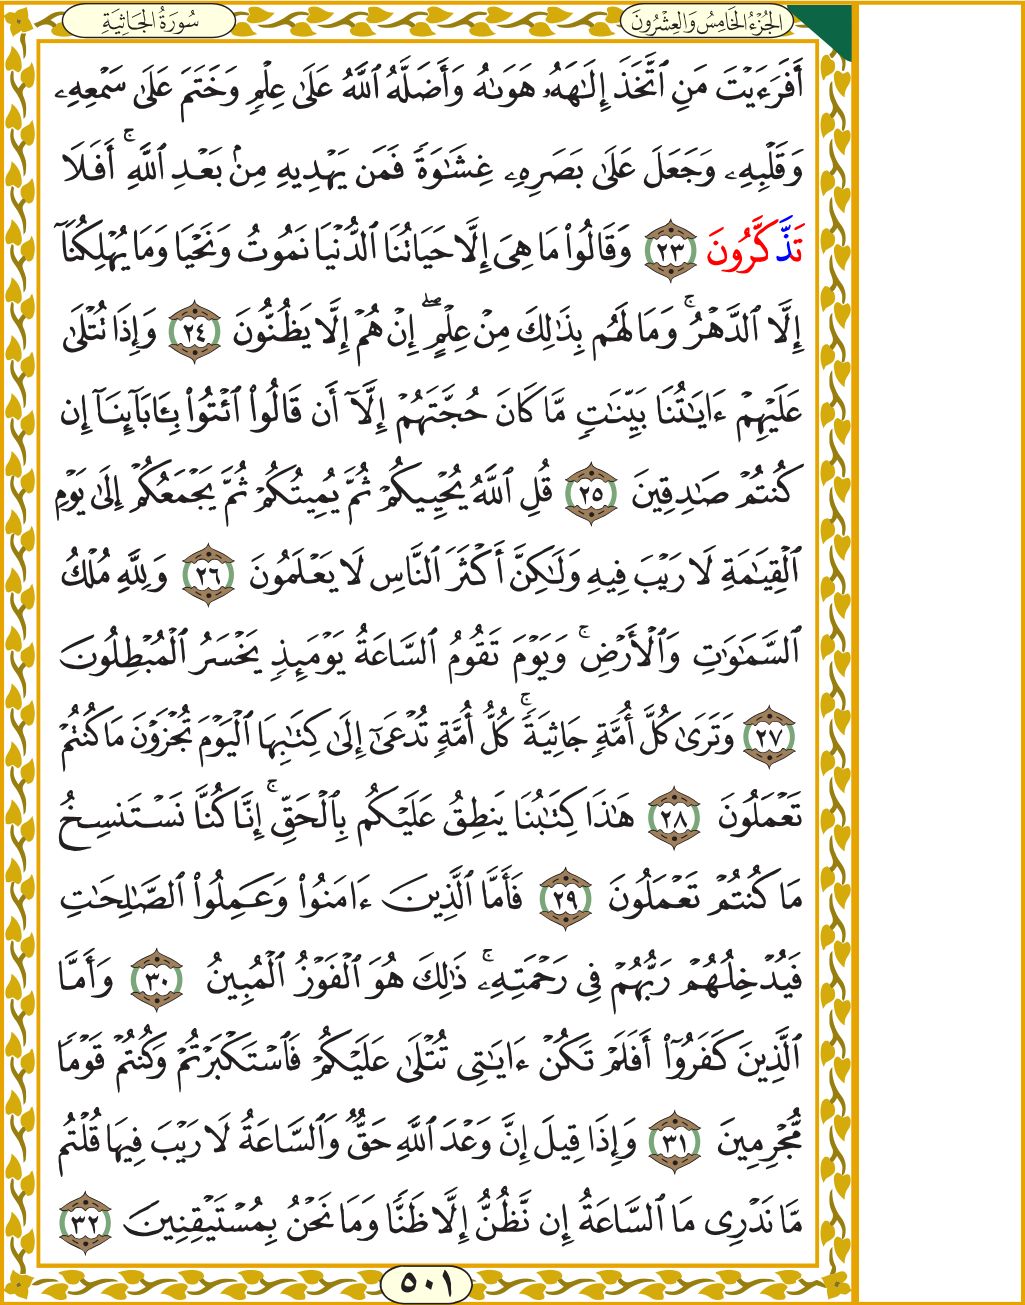 الجُزْءُ الخَامِسُ وَالعِشْرُونَ
سُورَةُ الجَاثِيَةِ
أَفَرَءَيْتَ مَنِ ٱتَّخَذَ إِلَٰهَهُۥ هَوَىٰهُ وَأَضَلَّهُ ٱللَّهُ عَلَىٰ عِلْمٖ وَخَتَمَ عَلَىٰ سَمْعِهِۦ
وَقَلْبِهِۦ وَجَعَلَ عَلَىٰ بَصَرِهِۦ غِشَٰوَةٗ فَمَن يَهْدِيهِ مِنۢ بَعْدِ ٱللَّهِۚ أَفَلَا
تَذَّكَّرُونَ ٢٣ وَقَالُواْ مَا هِيَ إِلَّا حَيَاتُنَا ٱلدُّنْيَا نَمُوتُ وَنَحْيَا وَمَا يُهْلِكُنَآ
إِلَّا ٱلدَّهْرُۚ وَمَا لَهُم بِذَٰلِكَ مِنْ عِلْمٍۖ إِنْ هُمْ إِلَّا يَظُنُّونَ ٢٤ وَإِذَا تُتْلَىٰ
عَلَيْهِمْ ءَايَٰتُنَا بَيِّنَٰتٖ مَّا كَانَ حُجَّتَهُمْ إِلَّآ أَن قَالُواْ ٱئْتُواْ بِـَٔابَآئِنَآ إِن
كُنتُمْ صَٰدِقِينَ ٢٥ قُلِ ٱللَّهُ يُحْيِيكُمْ ثُمَّ يُمِيتُكُمْ ثُمَّ يَجْمَعُكُمْ إِلَىٰ يَوْمِ
ٱلْقِيَٰمَةِ لَا رَيْبَ فِيهِ وَلَٰكِنَّ أَكْثَرَ ٱلنَّاسِ لَا يَعْلَمُونَ ٢٦ وَلِلَّهِ مُلْكُ
ٱلسَّمَٰوَٰتِ وَٱلْأَرْضِۚ وَيَوْمَ تَقُومُ ٱلسَّاعَةُ يَوْمَئِذٖ يَخْسَرُ ٱلْمُبْطِلُونَ
٢٧ وَتَرَىٰ كُلَّ أُمَّةٖ جَاثِيَةٗۚ كُلُّ أُمَّةٖ تُدْعَىٰٓ إِلَىٰ كِتَٰبِهَا ٱلْيَوْمَ تُجْزَوْنَ مَا كُنتُمْ
تَعْمَلُونَ ٢٨ هَٰذَا كِتَٰبُنَا يَنطِقُ عَلَيْكُم بِٱلْحَقِّۚ إِنَّا كُنَّا نَسْتَنسِخُ
مَا كُنتُمْ تَعْمَلُونَ ٢٩ فَأَمَّا ٱلَّذِينَ ءَامَنُواْ وَعَمِلُواْ ٱلصَّٰلِحَٰتِ
فَيُدْخِلُهُمْ رَبُّهُمْ فِي رَحْمَتِهِۦۚ ذَٰلِكَ هُوَ ٱلْفَوْزُ ٱلْمُبِينُ ٣٠ وَأَمَّا
ٱلَّذِينَ كَفَرُوٓاْ أَفَلَمْ تَكُنْ ءَايَٰتِي تُتْلَىٰ عَلَيْكُمْ فَٱسْتَكْبَرْتُمْ وَكُنتُمْ قَوْمٗا
مُّجْرِمِينَ ٣١ وَإِذَا قِيلَ إِنَّ وَعْدَ ٱللَّهِ حَقّٞ وَٱلسَّاعَةُ لَا رَيْبَ فِيهَا قُلْتُم
مَّا نَدْرِي مَا ٱلسَّاعَةُ إِن نَّظُنُّ إِلَّا ظَنّٗا وَمَا نَحْنُ بِمُسْتَيْقِنِينَ ٣٢
٥٠١